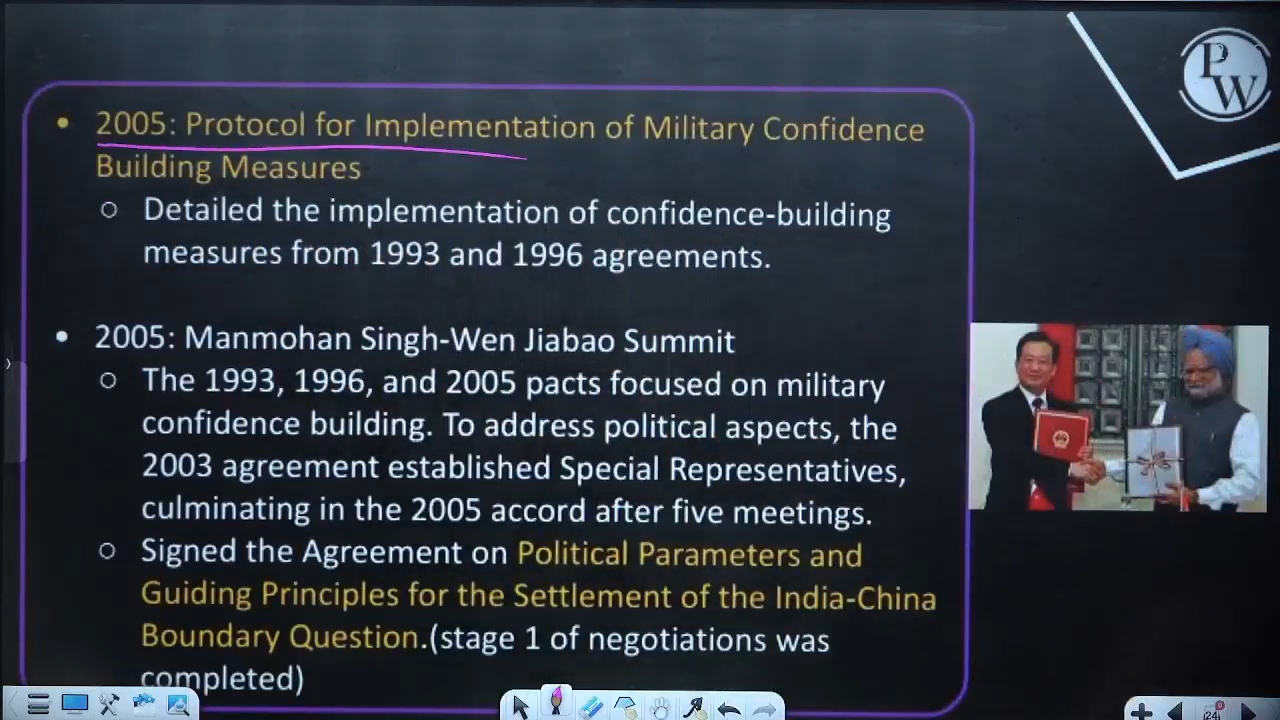 PW
• 2005: Protocol for Implementation of Military Confidence
Building Measures
○ Detailed the implementation of confidence-building
measures from 1993 and 1996 agreements.
• 2005: Manmohan Singh-Wen Jiabao Summit
○ The 1993, 1996, and 2005 pacts focused on military
confidence building. To address political aspects, the
2003 agreement established Special Representatives,
culminating in the 2005 accord after five meetings.
○ Signed the Agreement on Political Parameters and
Guiding Principles for the Settlement of the India-China
Boundary Question.(stage 1 of negotiations was
completed)
24